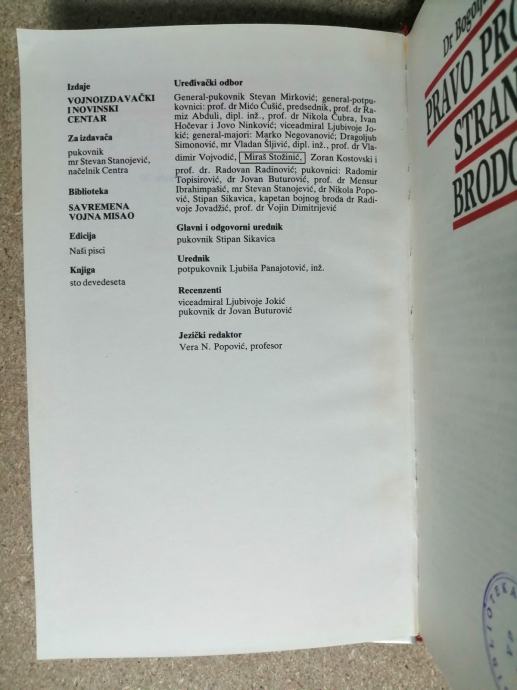 Izdaje
VOJNOIZDAVAČKI
I NOVINSKI
CENTAR
Za izdavača
pukovnik
mr Stevan Stanojević,
načelnik Centra
Biblioteka
SAVREMENA
VOJNA MISAO
Edicija
Naši pisci
Knjiga
sto devedeseta
Uređivački odbor
General-pukovnik Stevan Mirković; general-potpu-
kovnici: prof. dr Mićo Ćušić, predsednik, prof. dr Ra-
miz Abduli, dipl. inž., prof. dr Nikola Čubra, Ivan
Hočevar i Jovo Ninković; viceadmiral Ljubivoje Jo-
kić; general-majori: Marko Negovanović; Dragoljub
Simonović, mr Vladan Šljivić, dipl. inž., prof. dr Vla-
dimir Vojvodić, Miraš Stožinić, Zoran Kostovski i
prof. dr. Radovan Radinović; pukovnici: Radomir
Topisirović, dr Jovan Buturović, prof. dr Mensur
Ibrahimpašić, mr Stevan Stanojević, dr Nikola Popo-
vić, Stipan Sikavica, kapetan bojnog broda dr Radi-
voje Jovadžić, prof. dr Vojin Dimitrijević
Glavni i odgovorni urednik
pukovnik Stipan Sikavica
Urednik
potpukovnik Ljubiša Panajotović, inž.
Recenzenti
viceadmiral Ljubivoje Jokić
pukovnik dr Jovan Buturović
Jezički redaktor
Vera N. Popović, profesor
Dr Bogolju
PRAVO PRO
STRAN
BRODO